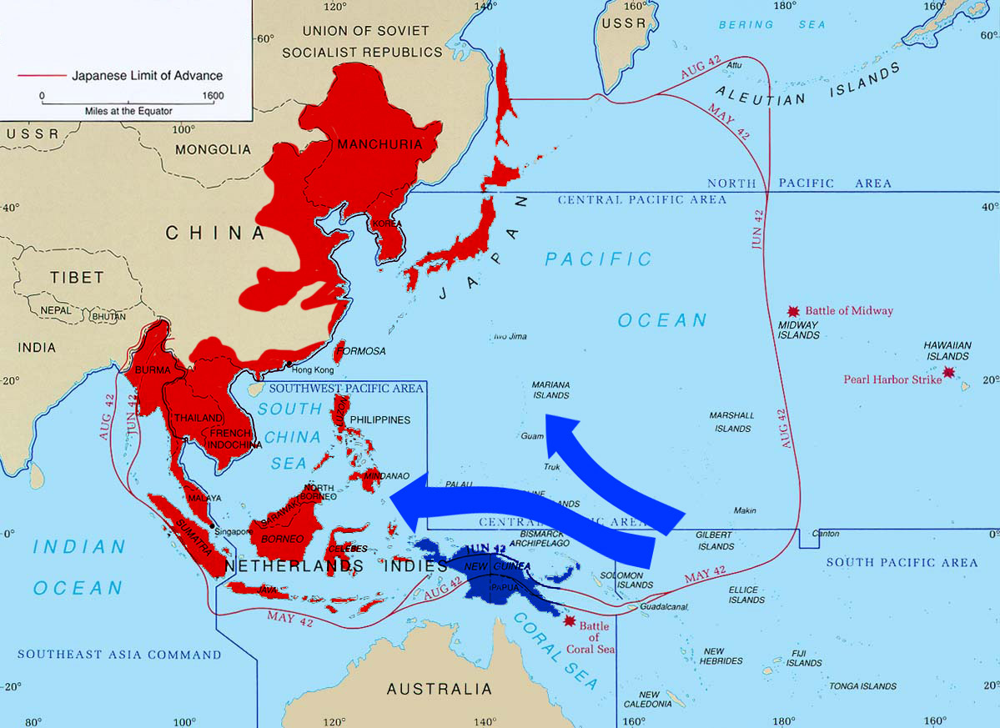 120°
140°
160°
180°
160°
60°
UNION OF SOVIET
SOCIALIST REPUBLICS
USSR
BERING SEA
60°
Japanese Limit of Advance
0
1600
Miles at the Equator
AUG 42
Attu
ALEUTIAN ISLANDS
MAY 42
USSR
100°
MONGOLIA
MANCHURIA
NORTH PACIFIC AREA
CENTRAL PACIFIC AREA
40°
40°
CHINA
KOREA
JAPAN
JUN 42
PACIFIC
OCEAN
TIBET
NEPAL
BHUTAN
INDIA
Battle of Midway
MIDWAY
ISLANDS
Iwo Jima
HAWAIIAN
ISLANDS
Pearl Harbor Strike
FORMOSA
Hong Kong
BURMA
20°
20°
SOUTHWEST PACIFIC AREA
MARIANA
ISLANDS
AUG 42
JUN 42
SOUTH
CHINA
SEA
LUZON
PHILIPPINES
THAILAND
FRENCH
INDOCHINA
MARSHALL
ISLANDS
AUG 42
Guam
Truk
MINDANAO
PALAU
NORTH
BORNEO
SARAWAK
MALAYA
Singapore
SUMATRA
BORNEO
CELEBES
Makin
CENTRAL
AREA
BISMARCK
ARCHIPELAGO
GILBERT
ISLANDS
Canton
0°
0°
INDIAN
OCEAN
NETHERLANDS INDIES
JUN 42
NEW GUINEA
PAPUA
SOUTH PACIFIC AREA
MAY 42
SOLOMON
ISLANDS
JAVA
AUG 42
MAY 42
ELLICE
ISLANDS
Guadalcanal
Battle
of
Coral Sea
CORAL SEA
SOUTHEAST ASIA COMMAND
NEW
HEBRIDES
FIJI
ISLANDS
TONGA ISLANDS
AUSTRALIA
NEW
CALEDONIA
20°
20°
80°
100°
120°
140°
160°
180°
160°